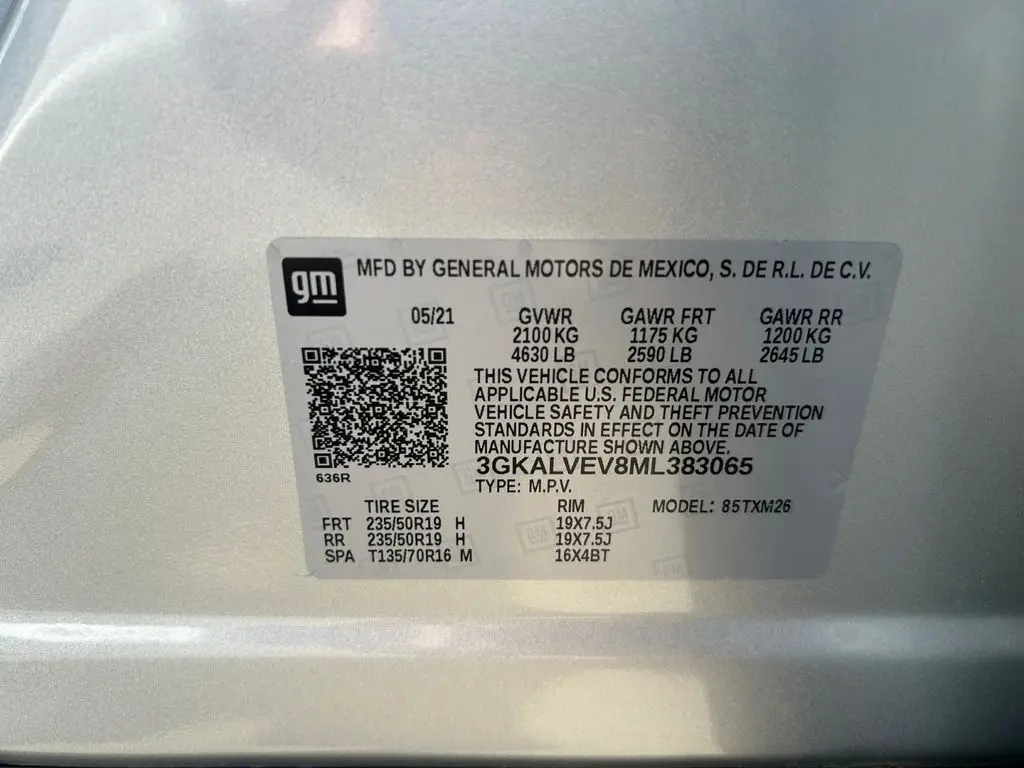 gm MFD BY GENERAL MOTORS DE MEXICO, S. DE R.L. DE C.V.
05/21 GVWR GAWR FRT GAWR RR
2100 KG 1175 KG 1200 KG
4630 LB 2590 LB 2645 LB
THIS VEHICLE CONFORMS TO ALL
APPLICABLE U.S. FEDERAL MOTOR
VEHICLE SAFETY AND THEFT PREVENTION
STANDARDS IN EFFECT ON THE DATE OF
MANUFACTURE SHOWN ABOVE.
3GKALVEV8ML383065
636R TYPE: M.P.V.
TIRE SIZE RIM MODEL: 85TXM26
FRT 235/50R19 H 19X7.5J
RR 235/50R19 H 19X7.5J
SPA T135/70R16 M 16X4BT